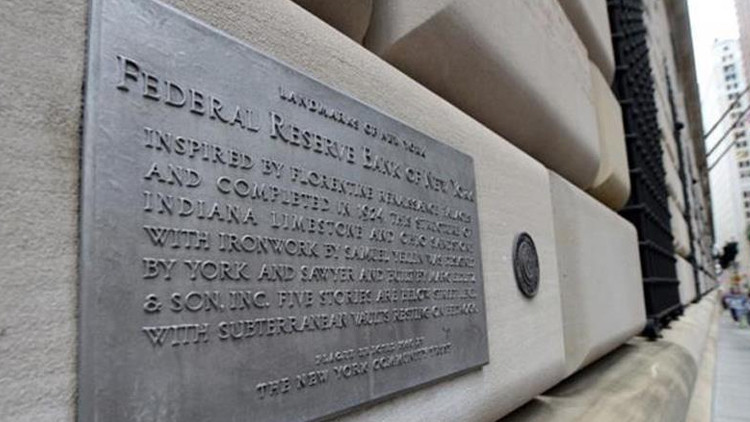 LANDMARKS OF NEW YORK
FEDERAL RESERVE BANK OF NEW YORK
INSPIRED BY FLORENTINE RENAISSANCE PALACES
AND COMPLETED IN 1924, THIS STRUCTURE OF
INDIANA LIMESTONE AND OHIO SANDSTONE
WITH IRONWORK BY SAMUEL YELLIN WAS DESIGNED
BY YORK AND SAWYER AND BUILT BY MARC EIDLITZ
& SON, INC. FIVE STORIES ARE BELOW STREET LEVEL
WITH SUBTERRANEAN VAULTS RESTING ON BEDROCK
PLAQUE ERECTED
THE NEW YORK COMMUNITY TRUST